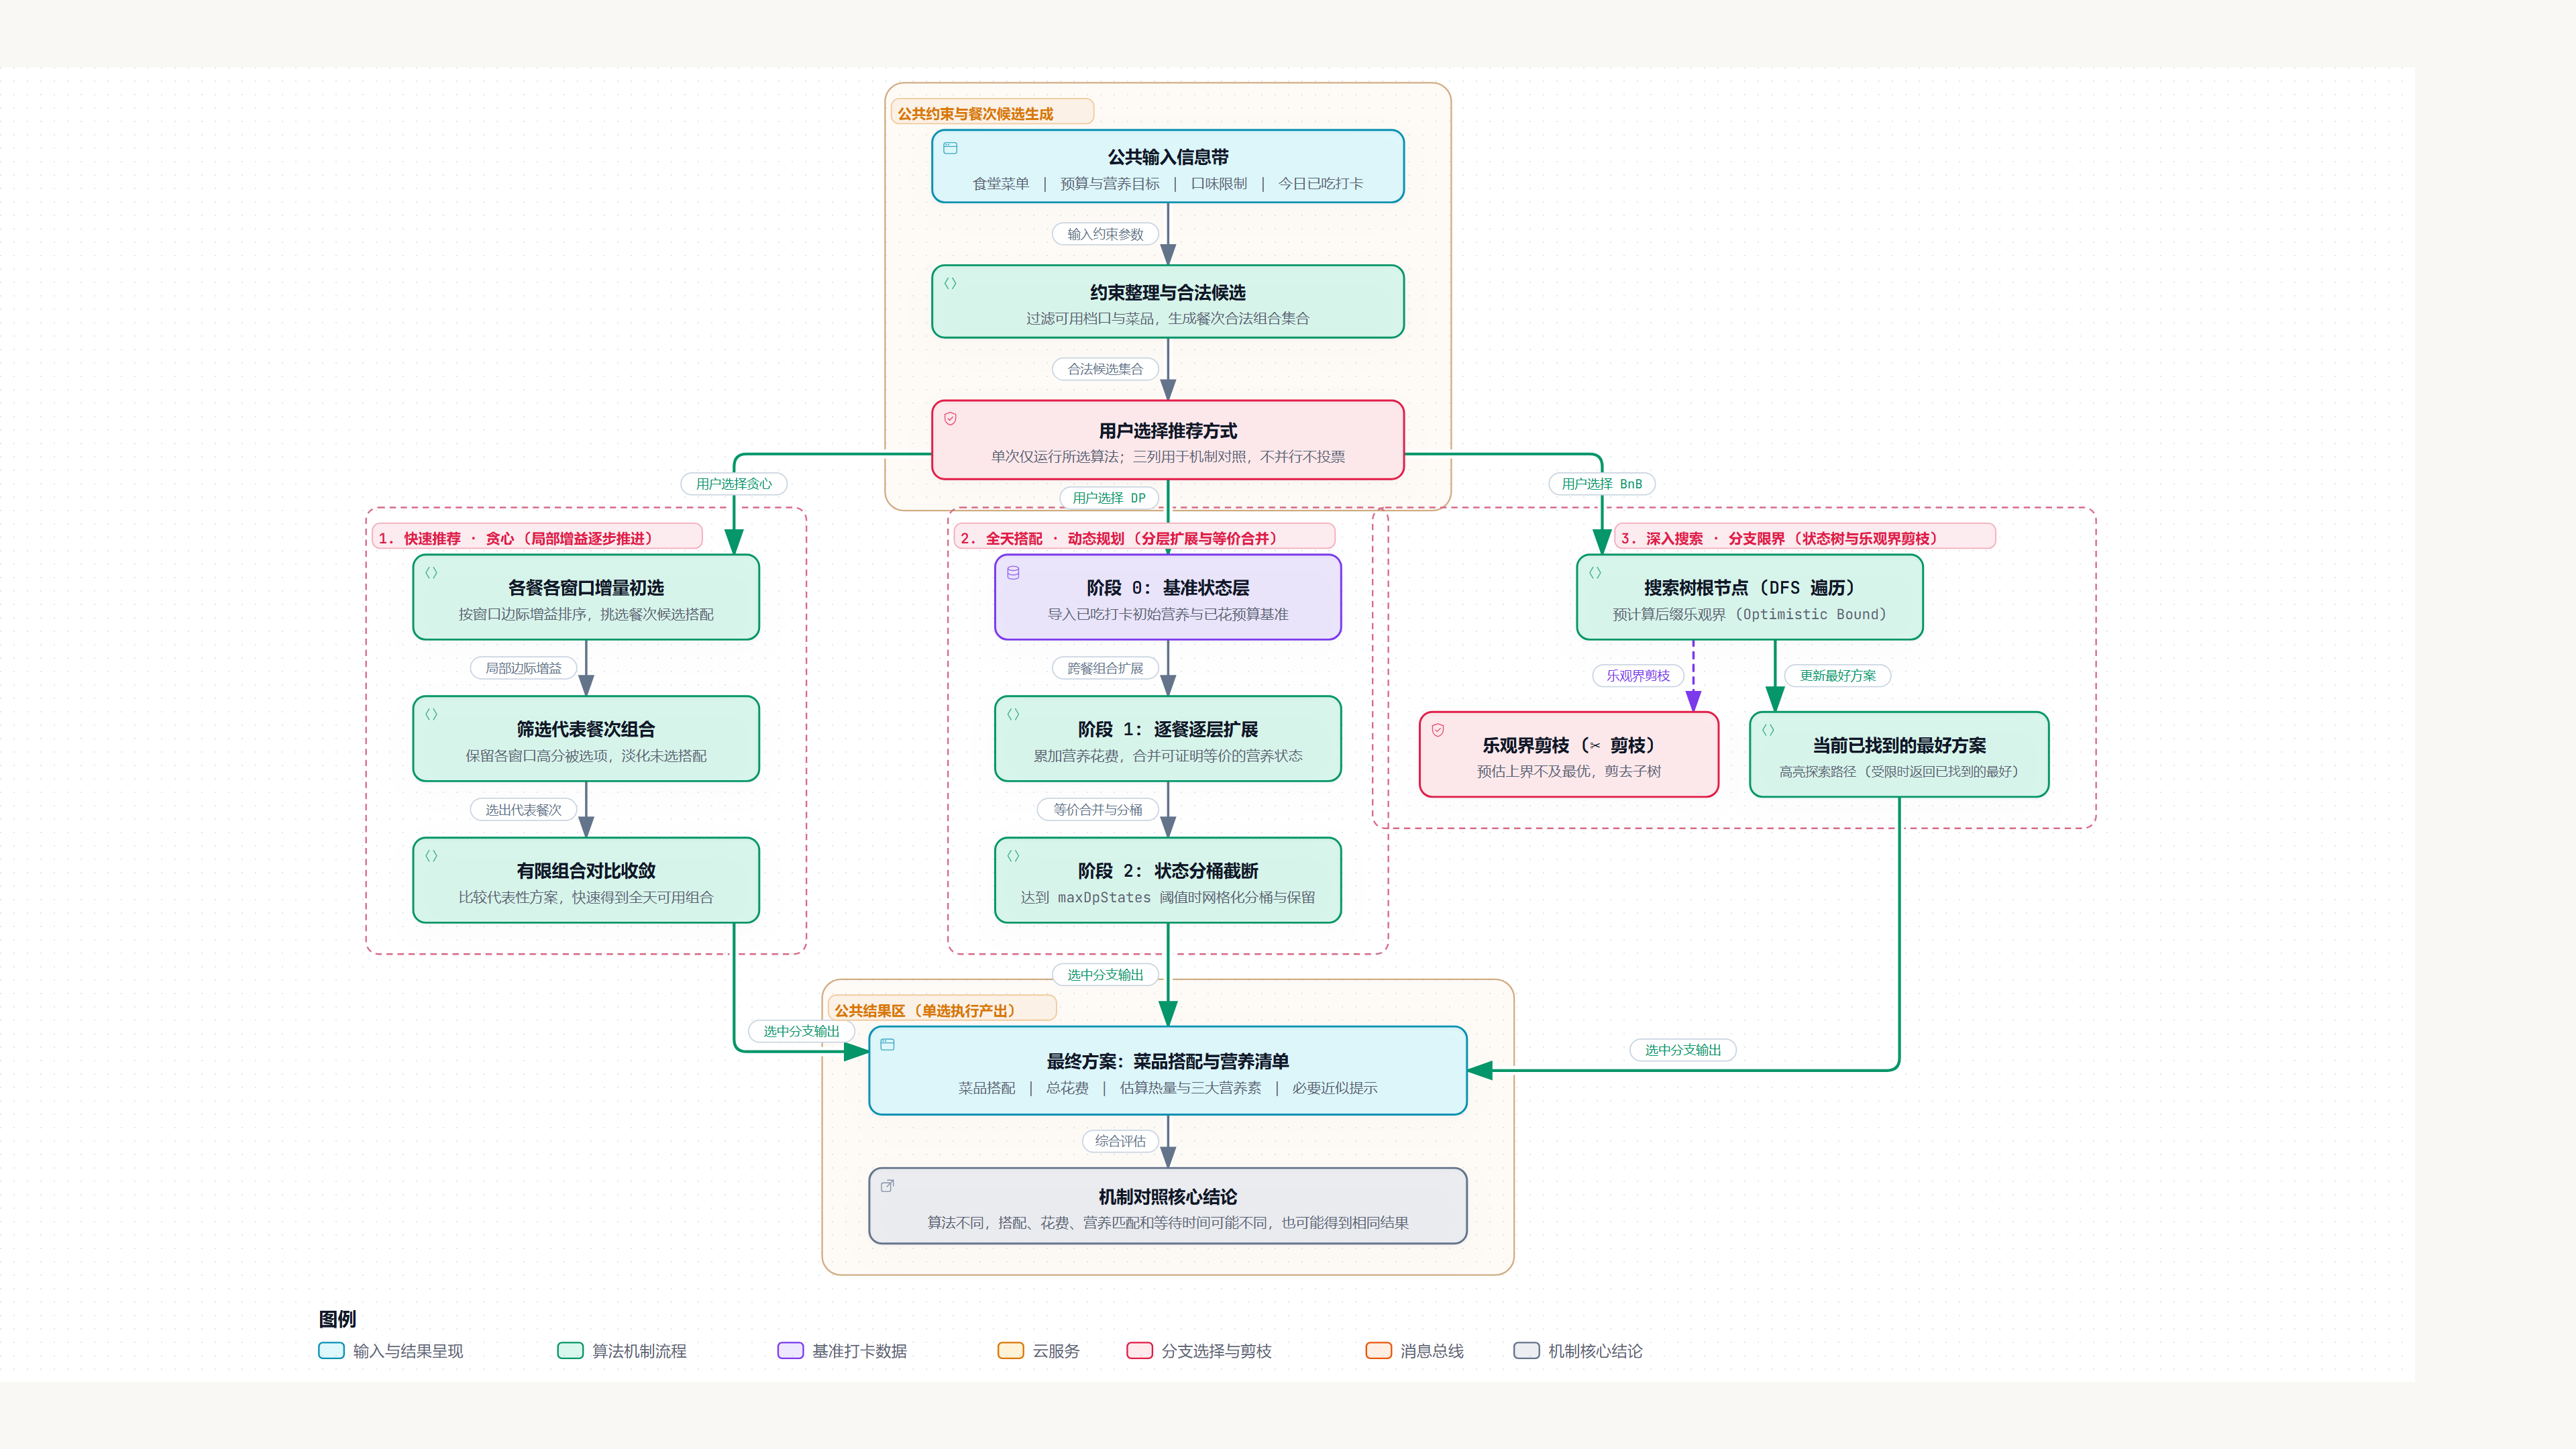 公共约束与餐次候选生成
公共输入信息带
食堂菜单 | 预算与营养目标 | 口味限制 | 今日已吃打卡
输入约束参数
约束整理与合法候选
过滤可用档口与菜品，生成餐次合法组合集合
合法候选集合
用户选择推荐方式
单次仅运行所选算法；三列用于机制对照，不并行不投票
用户选择贪心
用户选择 DP
用户选择 BnB
1. 快速推荐 · 贪心（局部增益逐步推进）
各餐各窗口增量初选
按窗口边际增益排序，挑选餐次候选搭配
局部边际增益
筛选代表餐次组合
保留各窗口高分被选项，淡化未选搭配
选出代表餐次
有限组合对比收敛
比较代表性方案，快速得到全天可用组合
2. 全天搭配 · 动态规划（分层扩展与等价合并）
阶段 0: 基准状态层
导入已吃打卡初始营养与已花预算基准
跨餐组合扩展
阶段 1: 逐餐逐层扩展
累加营养花费，合并可证明等价的营养状态
等价合并与分桶
阶段 2: 状态分桶截断
达到 maxDpStates 阈值时网格化分桶与保留
3. 深入搜索 · 分支限界（状态树与乐观界剪枝）
搜索树根节点（DFS 遍历）
预计算后缀乐观界（Optimistic Bound）
乐观界剪枝
更新最好方案
乐观界剪枝（✂ 剪枝）
预估上界不及最优，剪去子树
当前已找到的最好方案
高亮探索路径（受限时返回已找到的最好）
选中分支输出
选中分支输出
选中分支输出
公共结果区（单选执行产出）
最终方案：菜品搭配与营养清单
菜品搭配 | 总花费 | 估算热量与三大营养素 | 必要近似提示
综合评估
机制对照核心结论
算法不同，搭配、花费、营养匹配和等待时间可能不同，也可能得到相同结果
图例
输入与结果呈现
算法机制流程
基准打卡数据
云服务
分支选择与剪枝
消息总线
机制核心结论